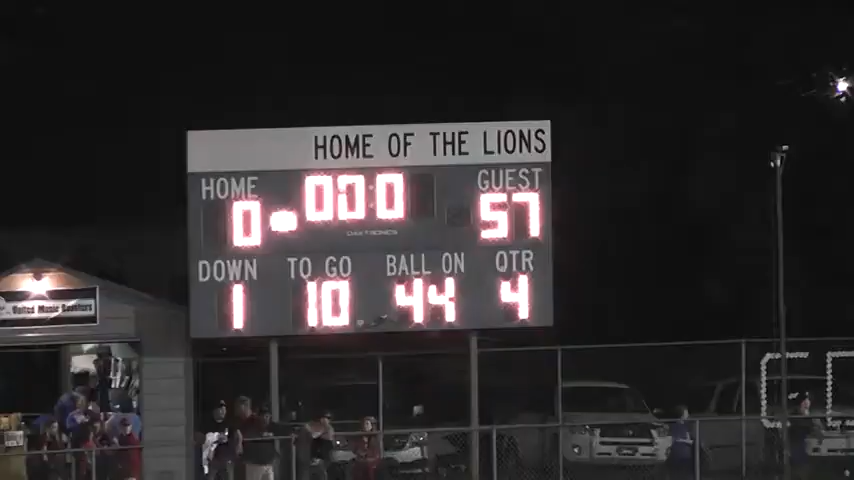 HOME OF THE LIONS
HOME 00:0 GUEST
0 57
DAKTRONICS
DOWN TO GO BALL ON QTR
1 10 44 4
United Music Boosters